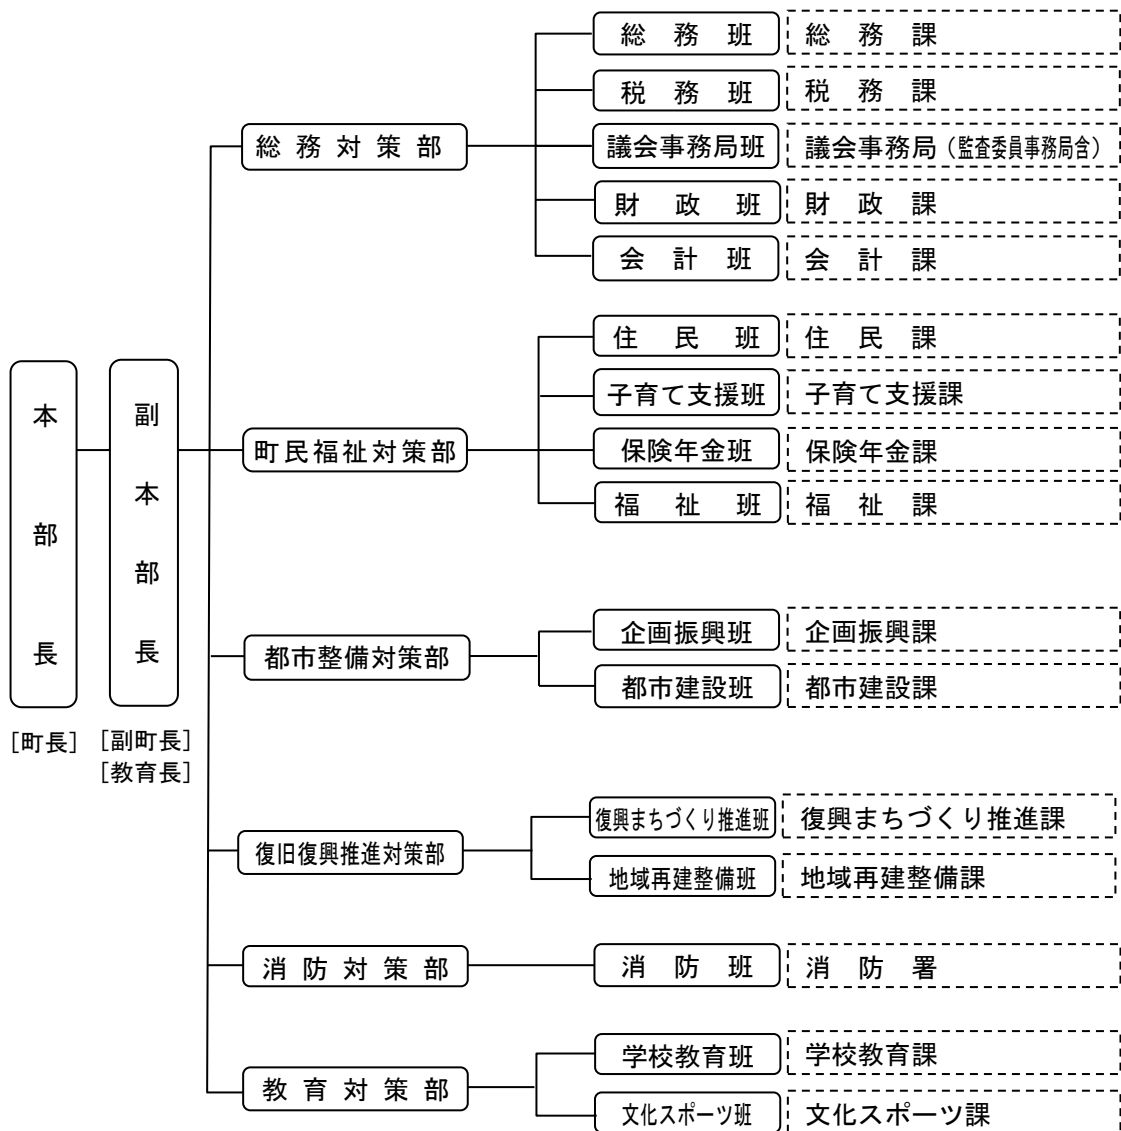 本部長
[町長]
副本部長
[副町長]
[教育長]
総務対策部
総務班 総務課
税務班 税務課
議会事務局班 議会事務局（監査委員事務局含）
財政班 財政課
会計班 会計課
町民福祉対策部
住民班 住民課
子育て支援班 子育て支援課
保険年金班 保険年金課
福祉班 福祉課
都市整備対策部
企画振興班 企画振興課
都市建設班 都市建設課
復旧復興推進対策部
復興まちづくり推進班 復興まちづくり推進課
地域再建整備班 地域再建整備課
消防対策部
消防班 消防署
教育対策部
学校教育班 学校教育課
文化スポーツ班 文化スポーツ課